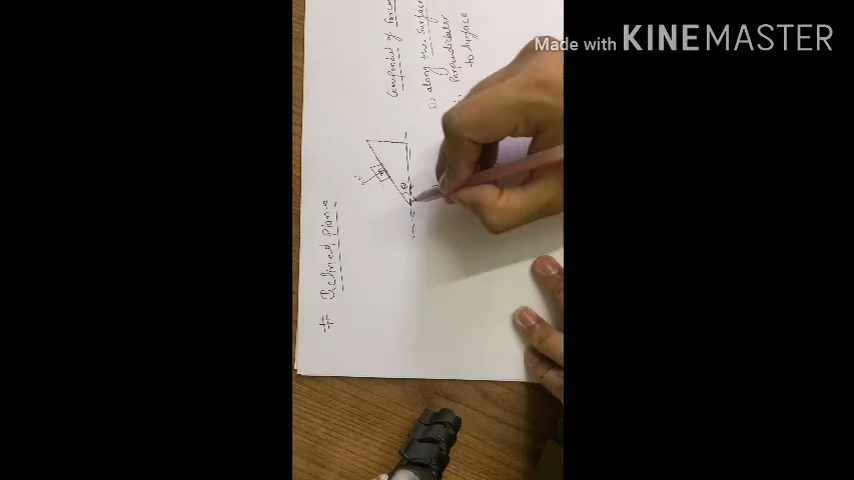 Made with KINEMASTER
# Inclined Plane
Component of Force
(i) along the Surface
Perpendicular
to Surface
N
m
θ